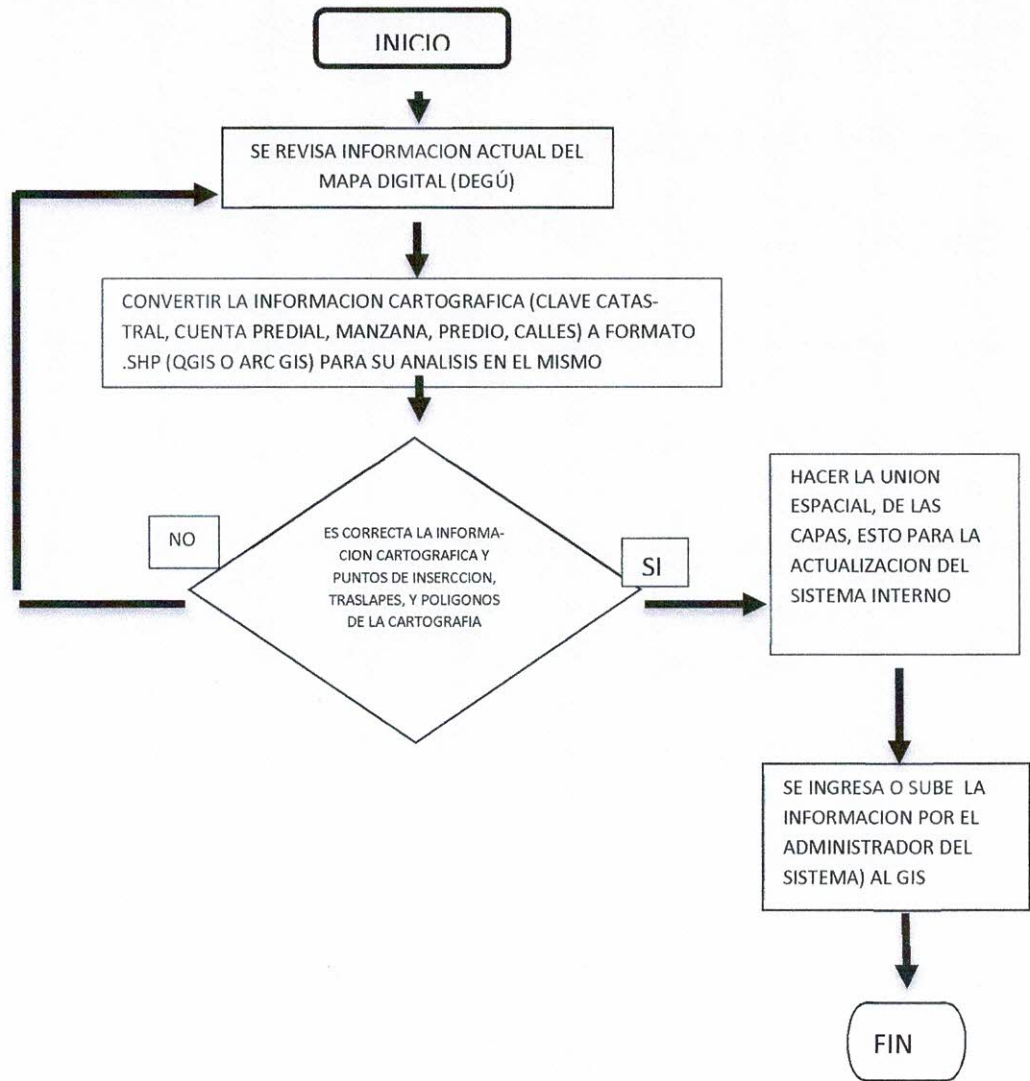 INICIO
SE REVISA INFORMACION ACTUAL DEL
MAPA DIGITAL (DEGÚ)
CONVERTIR LA INFORMACION CARTOGRAFICA (CLAVE CATAS-
TRAL, CUENTA PREDIAL, MANZANA, PREDIO, CALLES) A FORMATO
.SHP (QGIS O ARC GIS) PARA SU ANALISIS EN EL MISMO
NO
ES CORRECTA LA INFORMA-
CION CARTOGRAFICA Y
PUNTOS DE INSERCCION,
TRASLAPES, Y POLIGONOS
DE LA CARTOGRAFIA
SI
HACER LA UNION
ESPACIAL, DE LAS
CAPAS, ESTO PARA LA
ACTUALIZACION DEL
SISTEMA INTERNO
SE INGRESA O SUBE LA
INFORMACION POR EL
ADMINISTRADOR DEL
SISTEMA) AL GIS
FIN